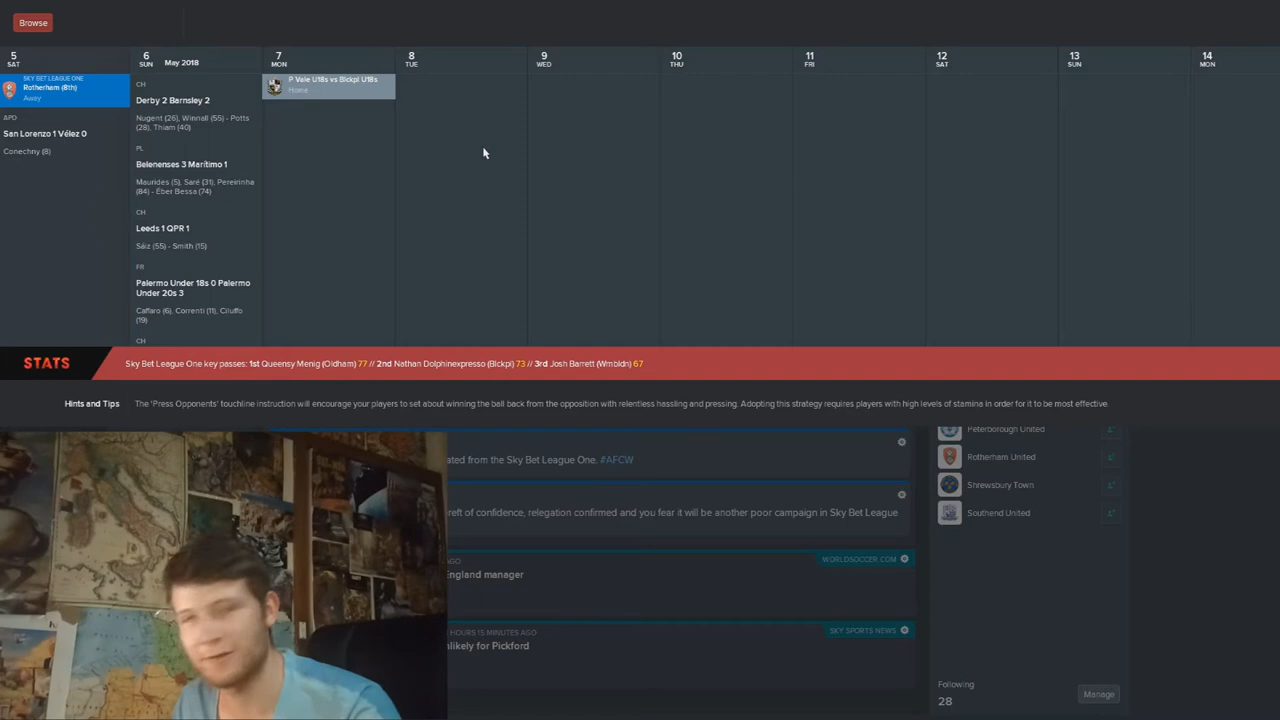 Browse
5
SAT
6
SUN
May 2018
7
MON
8
TUE
9
WED
10
THU
11
FRI
12
SAT
13
SUN
14
MON
SKY BET LEAGUE ONE
Rotherham (8th)
Away
APD
San Lorenzo 1 Vélez 0
Conechny (8)
CH
Derby 2 Barnsley 2
Nugent (26), Winnall (55) - Potts
(28), Thiam (40)
PL
Belenenses 3 Marítimo 1
Maurides (5), Saré (31), Pereirinha
(84) - Éber Bessa (74)
CH
Leeds 1 QPR 1
Sáiz (55) - Smith (15)
FR
Palermo Under 18s 0 Palermo
Under 20s 3
Caffaro (6), Correnti (11), Ciluffo
(19)
CH
P Vale U18s vs Blckpl U18s
Home
STATS
Sky Bet League One key passes: 1st Queensy Menig (Oldham) 77 // 2nd Nathan Dolphinexpresso (Blckpl) 73 // 3rd Josh Barrett (Wmbldn) 67
Hints and Tips
The 'Press Opponents' touchline instruction will encourage your players to set about winning the ball back from the opposition with relentless hassling and pressing. Adopting this strategy requires players with high levels of stamina in order for it to be most effective.
ated from the Sky Bet League One. #AFCW
reft of confidence, relegation confirmed and you fear it will be another poor campaign in Sky Bet League
AGO
WORLDSOCCER.COM
England manager
HOURS 15 MINUTES AGO
SKY SPORTS NEWS
nlikely for Pickford
Peterborough United
Rotherham United
Shrewsbury Town
Southend United
Following
28
Manage